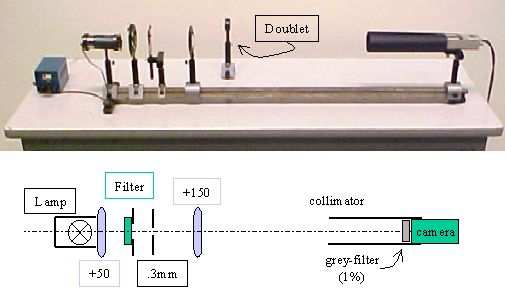 Doublet
Filter
+150
Lamp
collimator
camera
+50
.3mm
grey-filter
(1%)